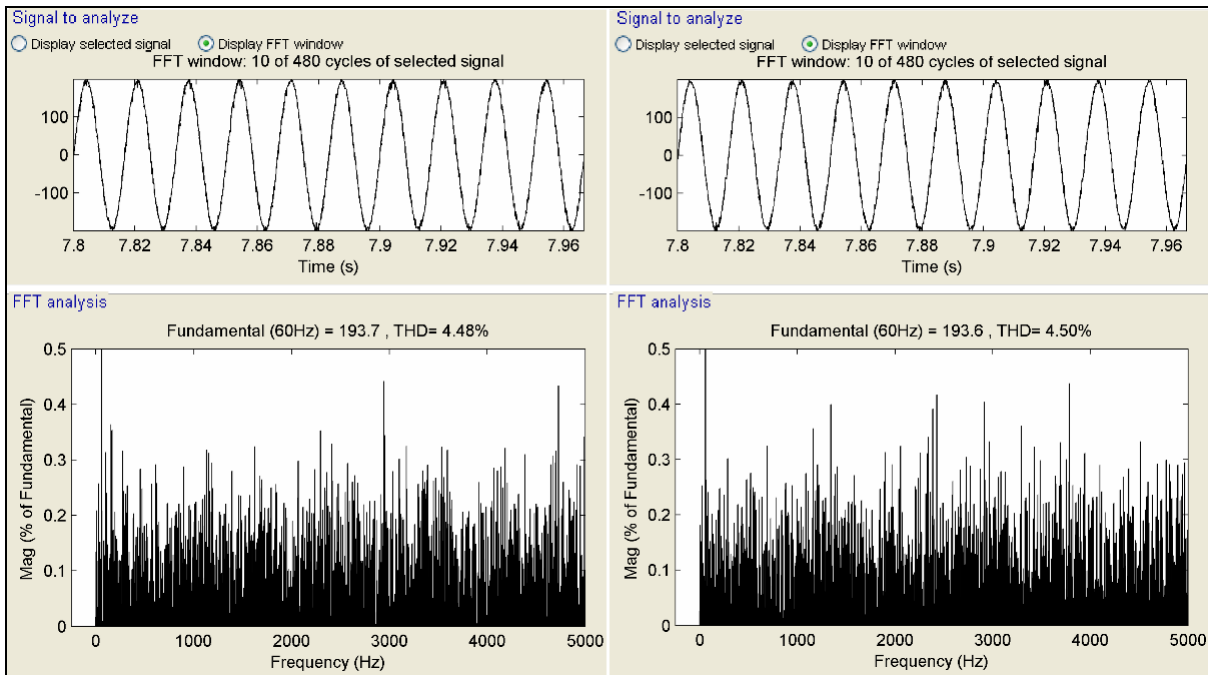 Signal to analyze
Display selected signal Display FFT window
FFT window: 10 of 480 cycles of selected signal
100
0
-100
7.8 7.82 7.84 7.86 7.88 7.9 7.92 7.94 7.96
Time (s)
FFT analysis
Fundamental (60Hz) = 193.7 , THD= 4.48%
0.5
0.4
0.3
0.2
0.1
0
Mag (% of Fundamental)
0 1000 2000 3000 4000 5000
Frequency (Hz)
Signal to analyze
Display selected signal Display FFT window
FFT window: 10 of 480 cycles of selected signal
100
0
-100
7.8 7.82 7.84 7.86 7.88 7.9 7.92 7.94 7.96
Time (s)
FFT analysis
Fundamental (60Hz) = 193.6 , THD= 4.50%
0.5
0.4
0.3
0.2
0.1
0
Mag (% of Fundamental)
0 1000 2000 3000 4000 5000
Frequency (Hz)